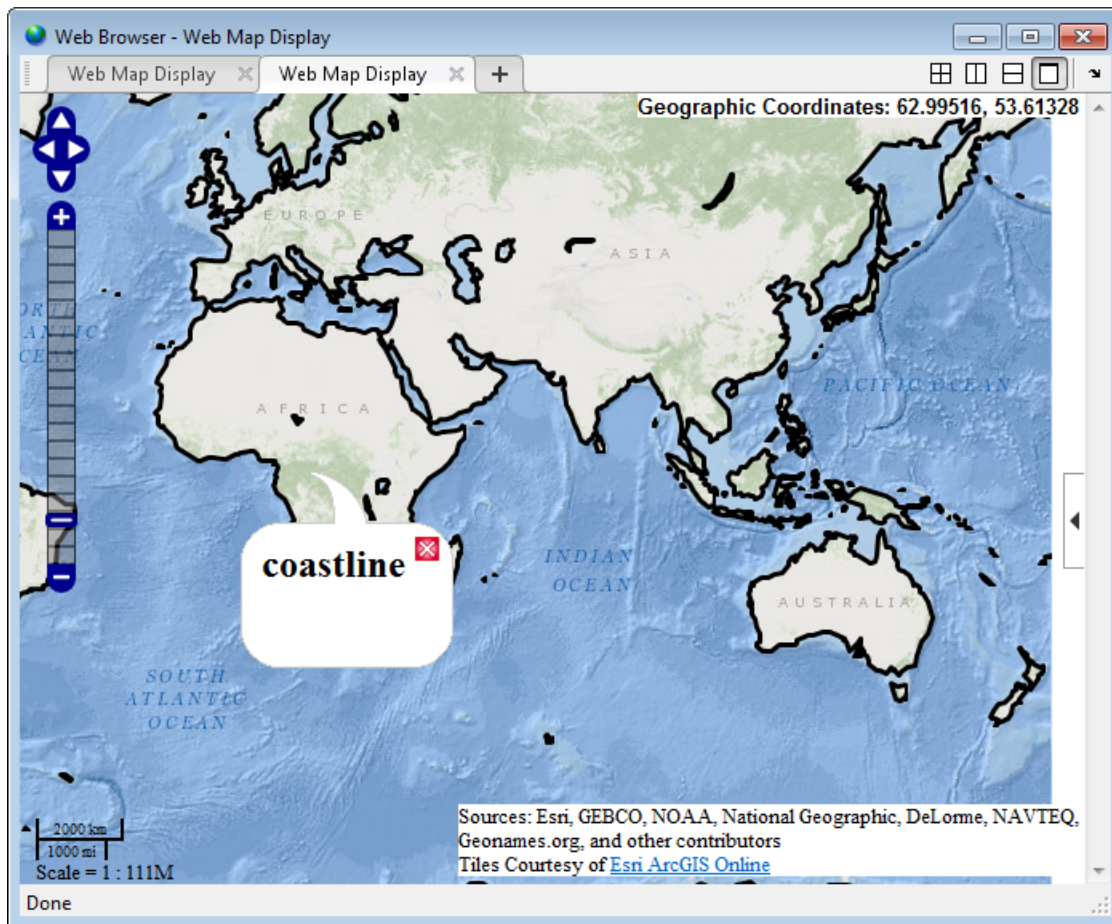 Web Browser - Web Map Display
Web Map Display
Web Map Display
Geographic Coordinates: 62.99516, 53.61328
EUROPE
ASIA
ATLANTIC
OCEAN
PACIFIC OCEAN
AFRICA
INDIAN
OCEAN
coastline
AUSTRALIA
SOUTH
ATLANTIC
OCEAN
2000 km
1000 mi
Scale = 1 : 111M
Sources: Esri, GEBCO, NOAA, National Geographic, DeLorme, NAVTEQ,
Geonames.org, and other contributors
Tiles Courtesy of Esri ArcGIS Online
Done